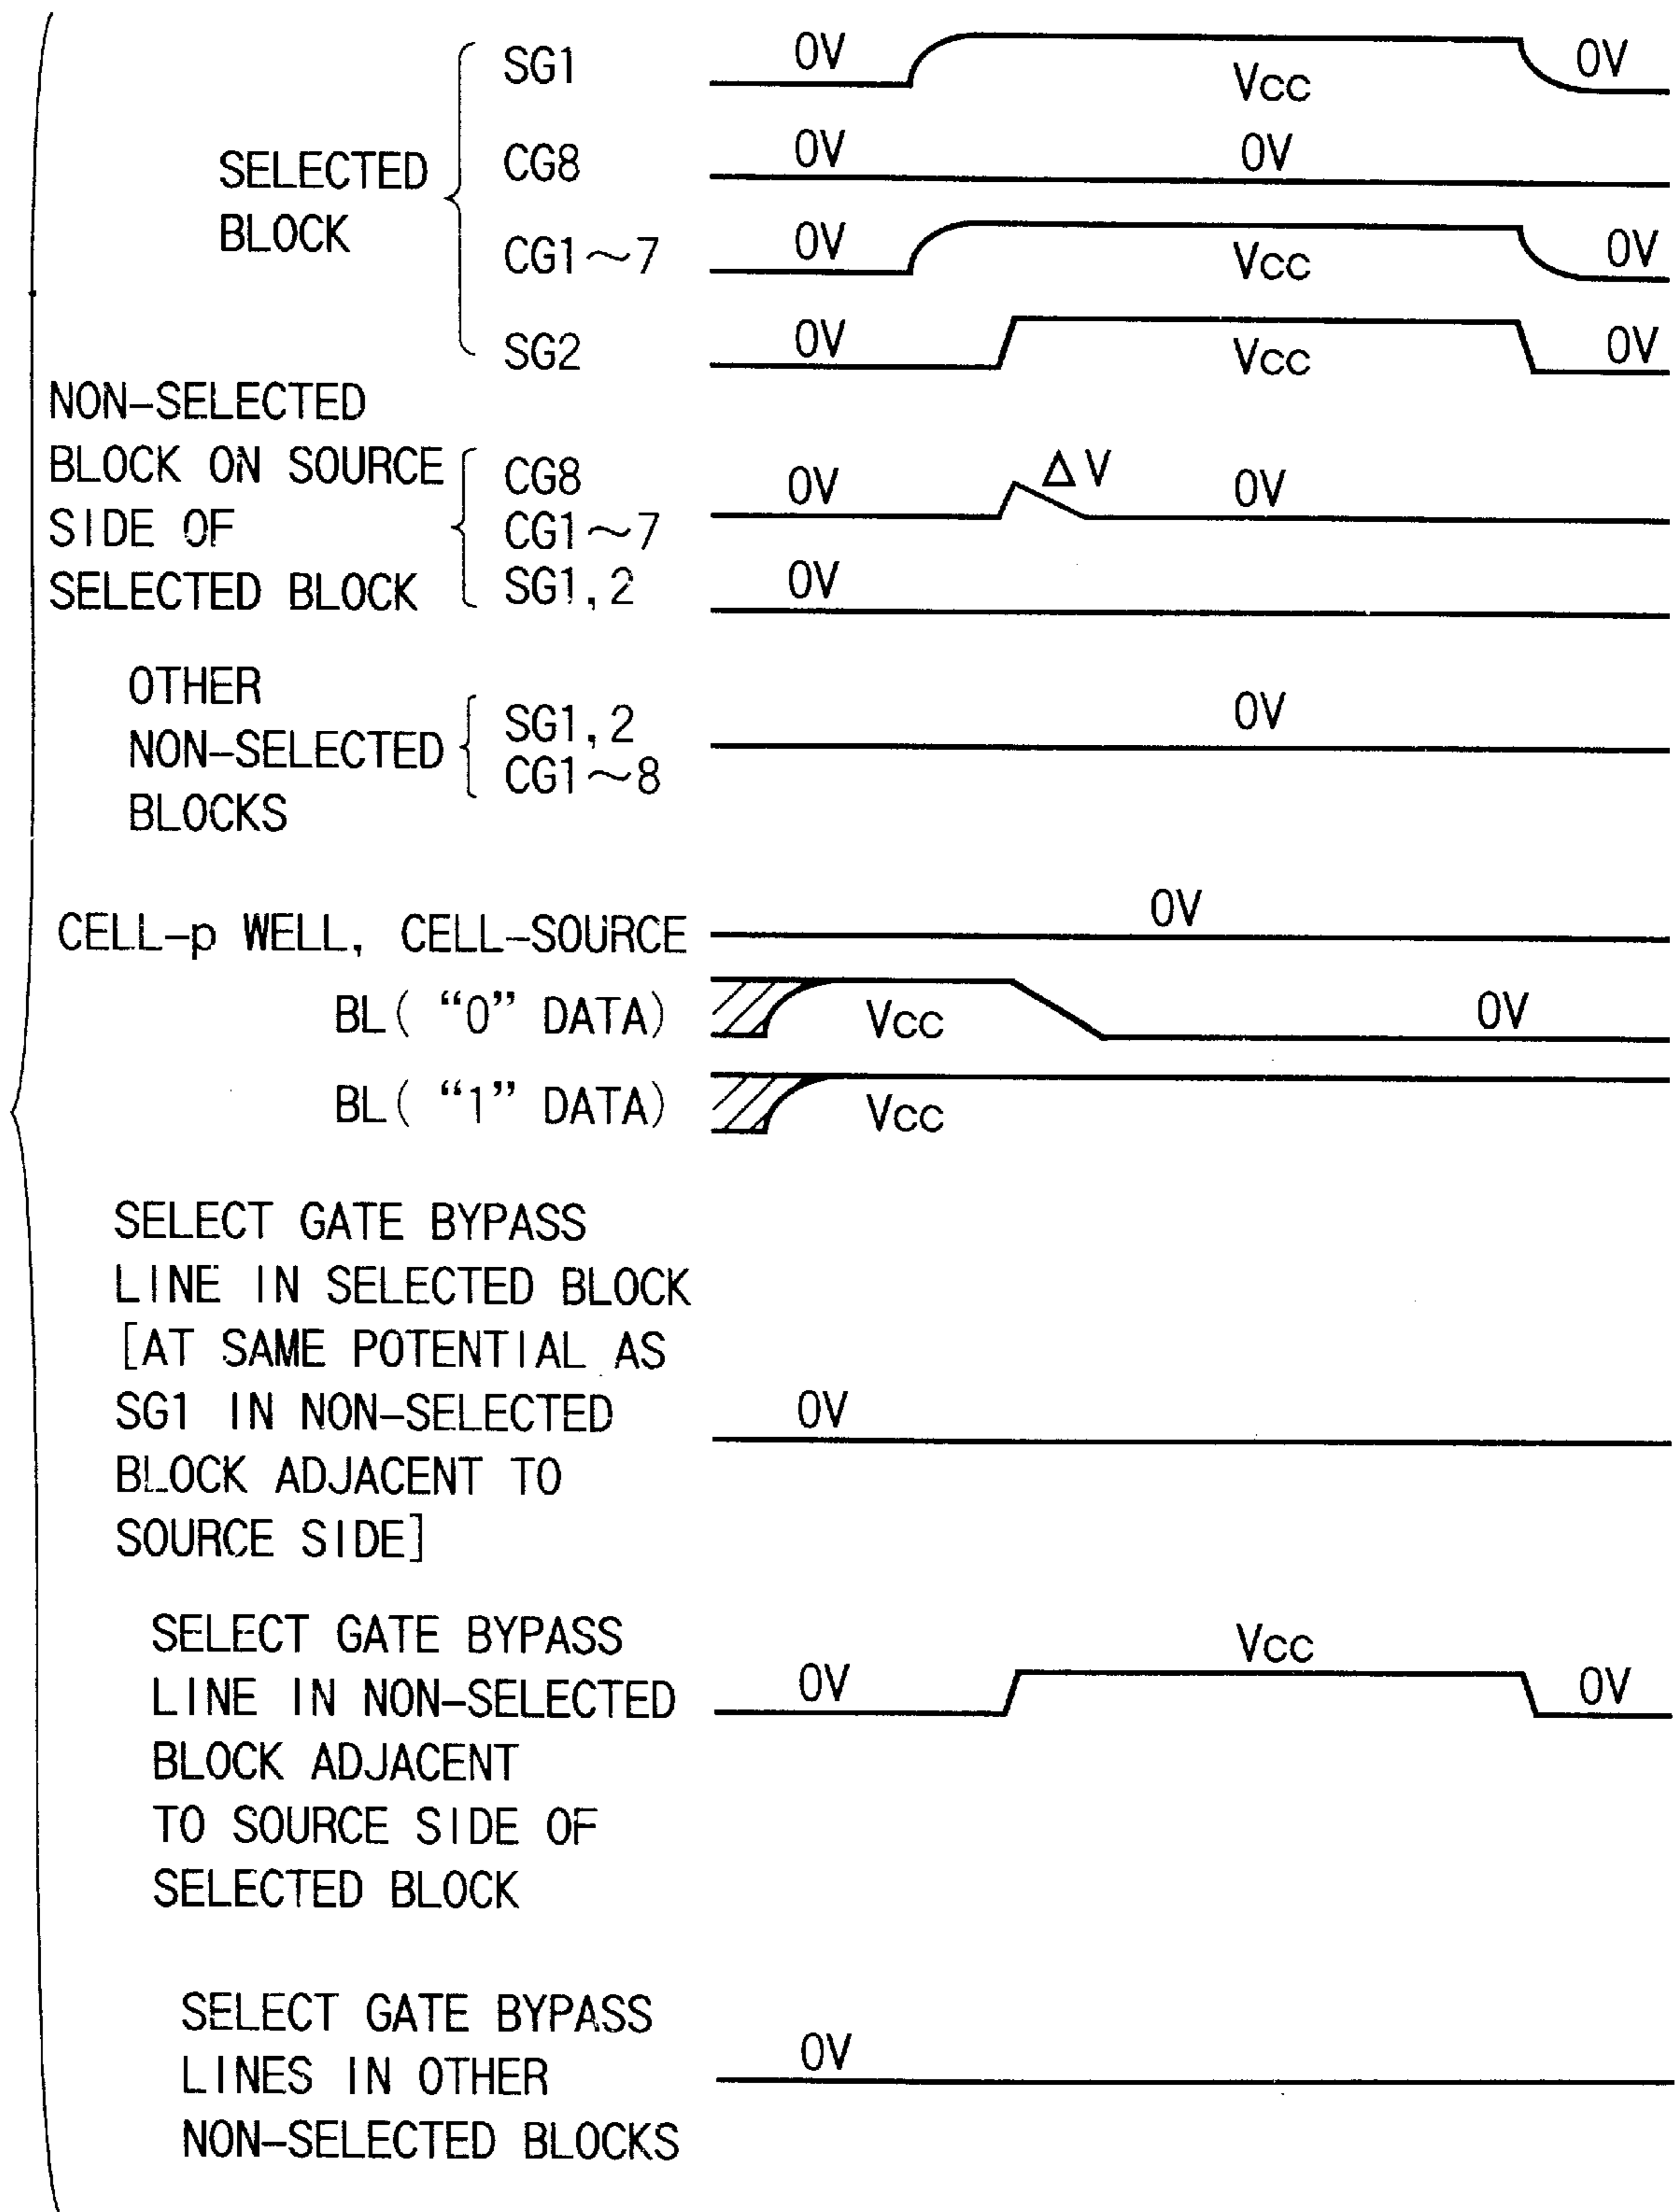 SELECTED
BLOCK
SG1 0V Vcc 0V
CG8 0V 0V
CG1~7 0V Vcc 0V
SG2 0V Vcc 0V
NON-SELECTED
BLOCK ON SOURCE
SIDE OF
SELECTED BLOCK
CG8
CG1~7
0V ΔV 0V
SG1,2 0V
OTHER
NON-SELECTED
BLOCKS
SG1,2
CG1~8
0V
CELL-p WELL, CELL-SOURCE 0V
BL( “0” DATA) Vcc 0V
BL( “1” DATA) Vcc
SELECT GATE BYPASS
LINE IN SELECTED BLOCK
[AT SAME POTENTIAL AS
SG1 IN NON-SELECTED 0V
BLOCK ADJACENT TO
SOURCE SIDE]
SELECT GATE BYPASS Vcc
LINE IN NON-SELECTED 0V 0V
BLOCK ADJACENT
TO SOURCE SIDE OF
SELECTED BLOCK
SELECT GATE BYPASS
LINES IN OTHER 0V
NON-SELECTED BLOCKS